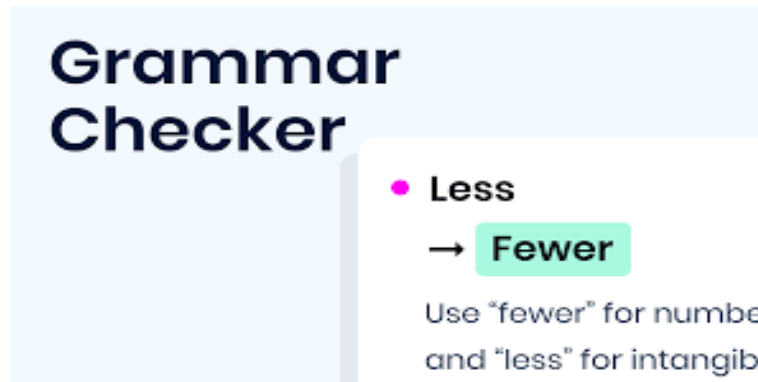 Grammar
Checker
Less
→ Fewer
Use “fewer” for numbe
and “less” for intangib